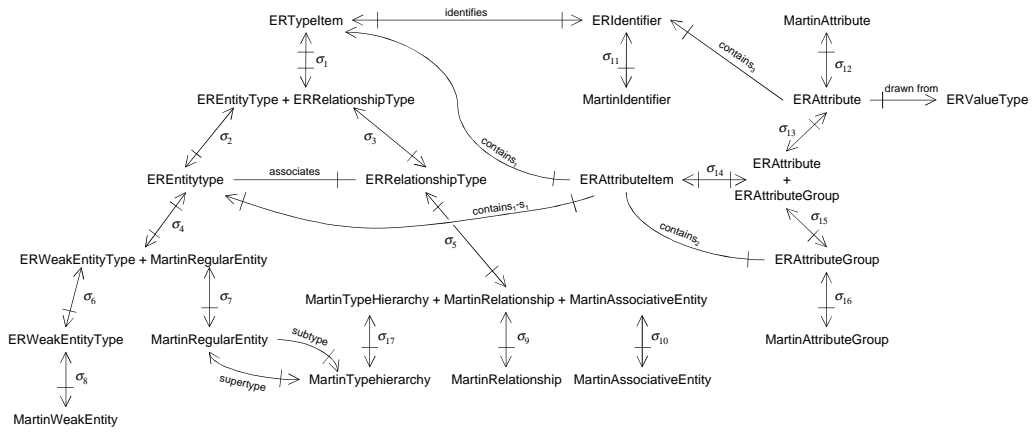 ERTypeItem
identifies
ERIdentifier
MartinAttribute
σ1
σ11
contains3
σ12
EREntityType + ERRelationshipType
MartinIdentifier
ERAttribute
drawn from
ERValueType
σ2
σ3
contains1
σ13
EREntitytype
associates
ERRelationshipType
ERAttributeItem
σ14
ERAttribute
+
ERAttributeGroup
contains1-s1
σ4
σ5
contains2
σ15
ERWeakEntityType + MartinRegularEntity
ERAttributeGroup
σ6
σ7
MartinTypeHierarchy + MartinRelationship + MartinAssociativeEntity
σ16
ERWeakEntityType
MartinRegularEntity
subtype
σ17
σ9
σ10
MartinAttributeGroup
σ8
supertype
MartinTypehierarchy
MartinRelationship
MartinAssociativeEntity
MartinWeakEntity